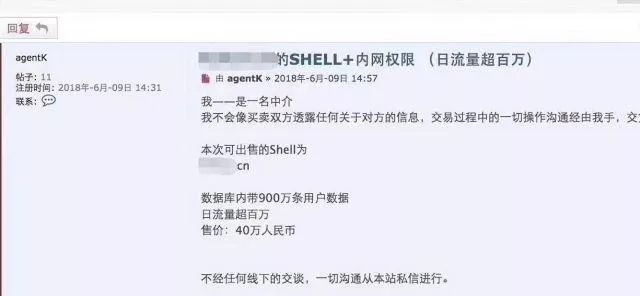 回复
agentK
帖子: 11
注册时间: 2018年-6月-09日 14:31
联系:
的SHELL+内网权限 （日流量超百万）
由 agentK » 2018年-6月-09日 14:57
我——是一名中介
我不会像买卖双方透露任何关于对方的信息，交易过程中的一切操作沟通经由我手，交
本次可出售的Shell为
cn
数据库内带900万条用户数据
日流量超百万
售价：40万人民币
不经任何线下的交谈，一切沟通从本站私信进行。